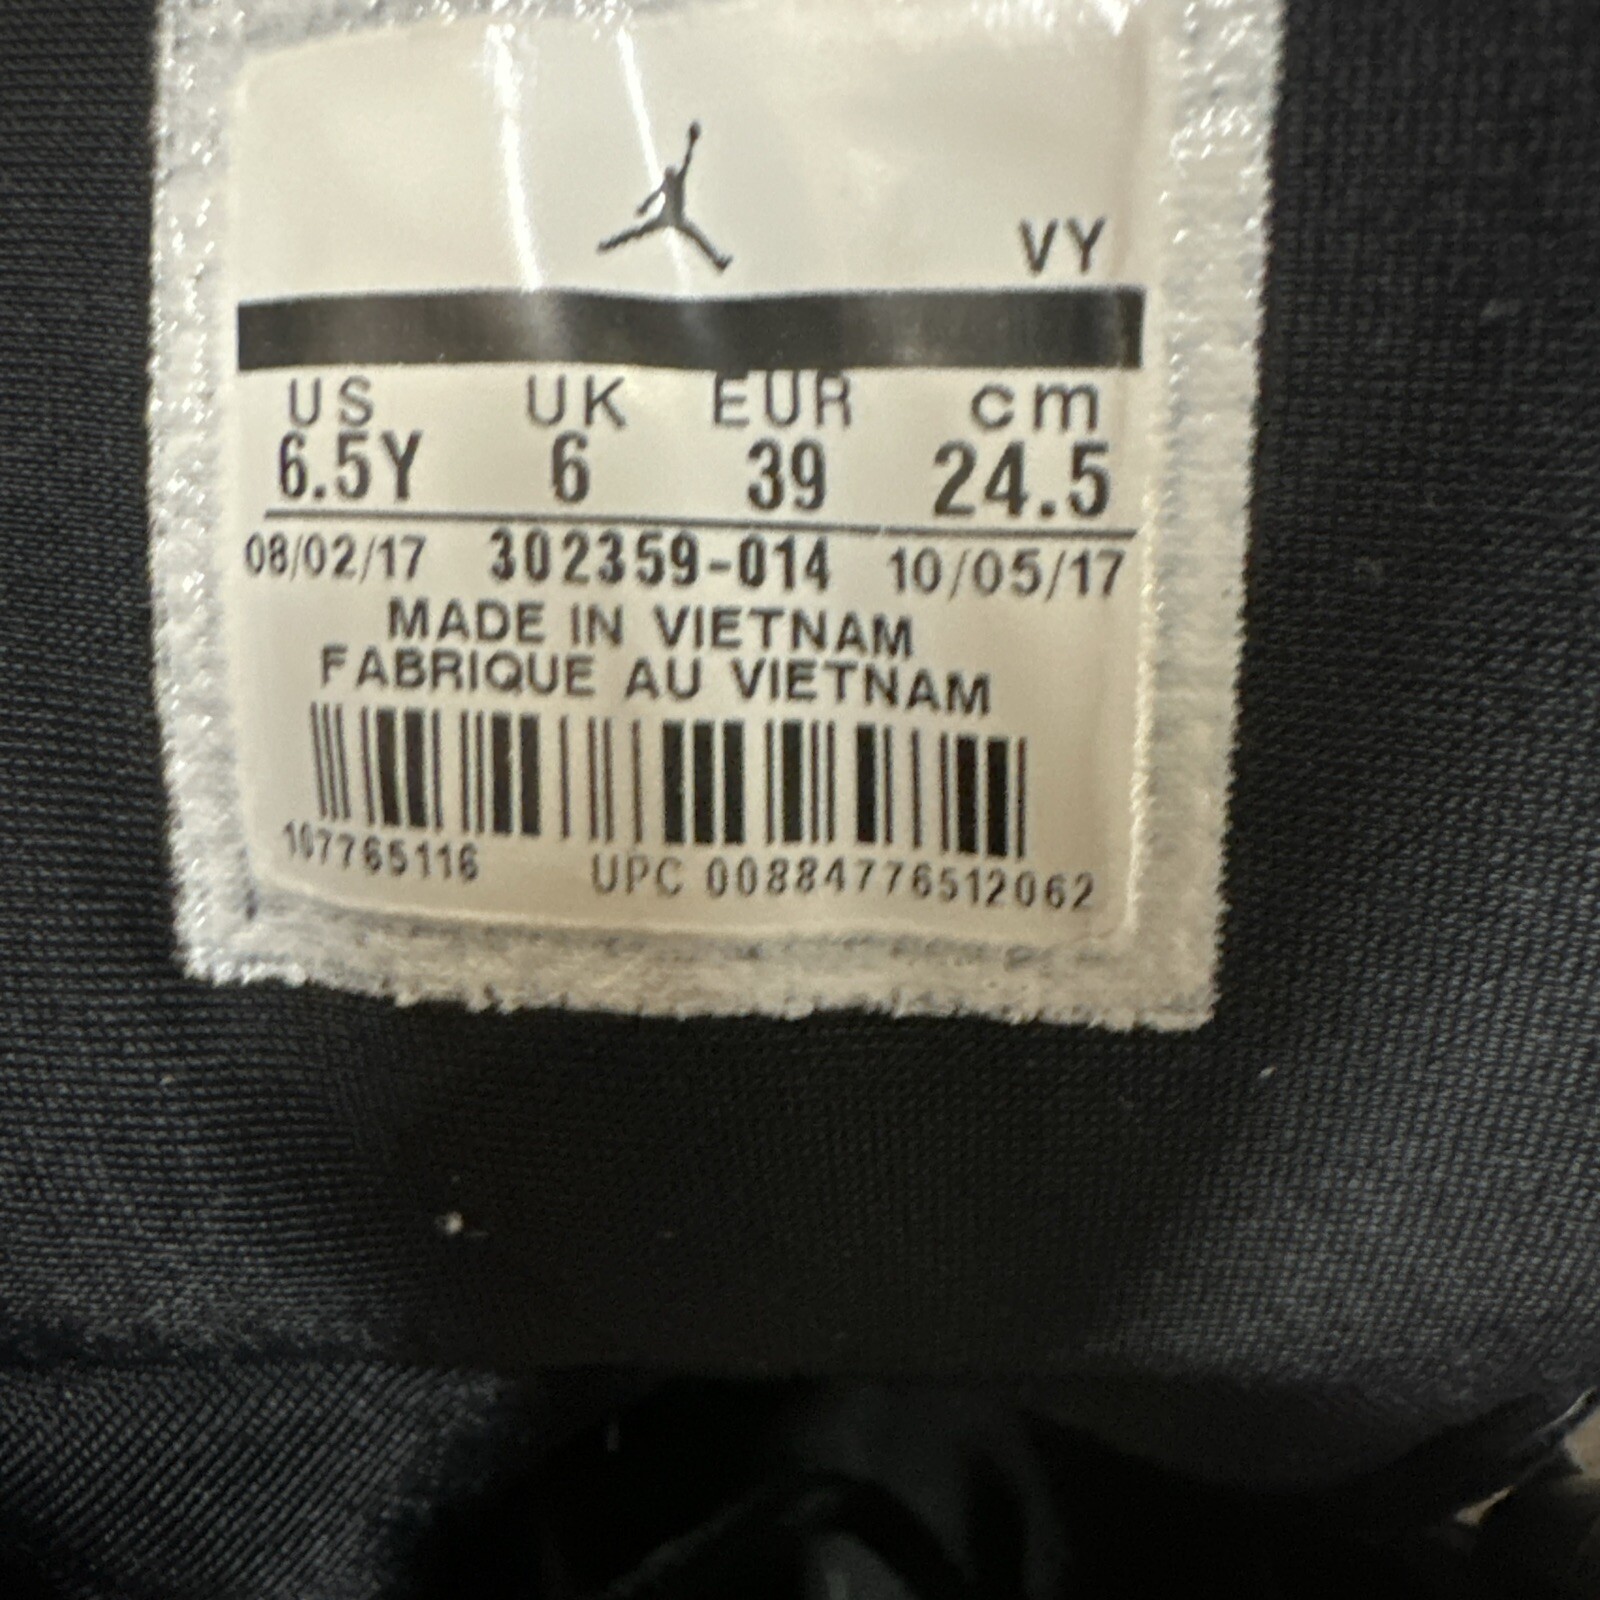 VY
US UK EUR cm
6.5Y 6 39 24.5
08/02/17 302359-014 10/05/17
MADE IN VIETNAM
FABRIQUE AU VIETNAM
107765116 UPC 00884776512062